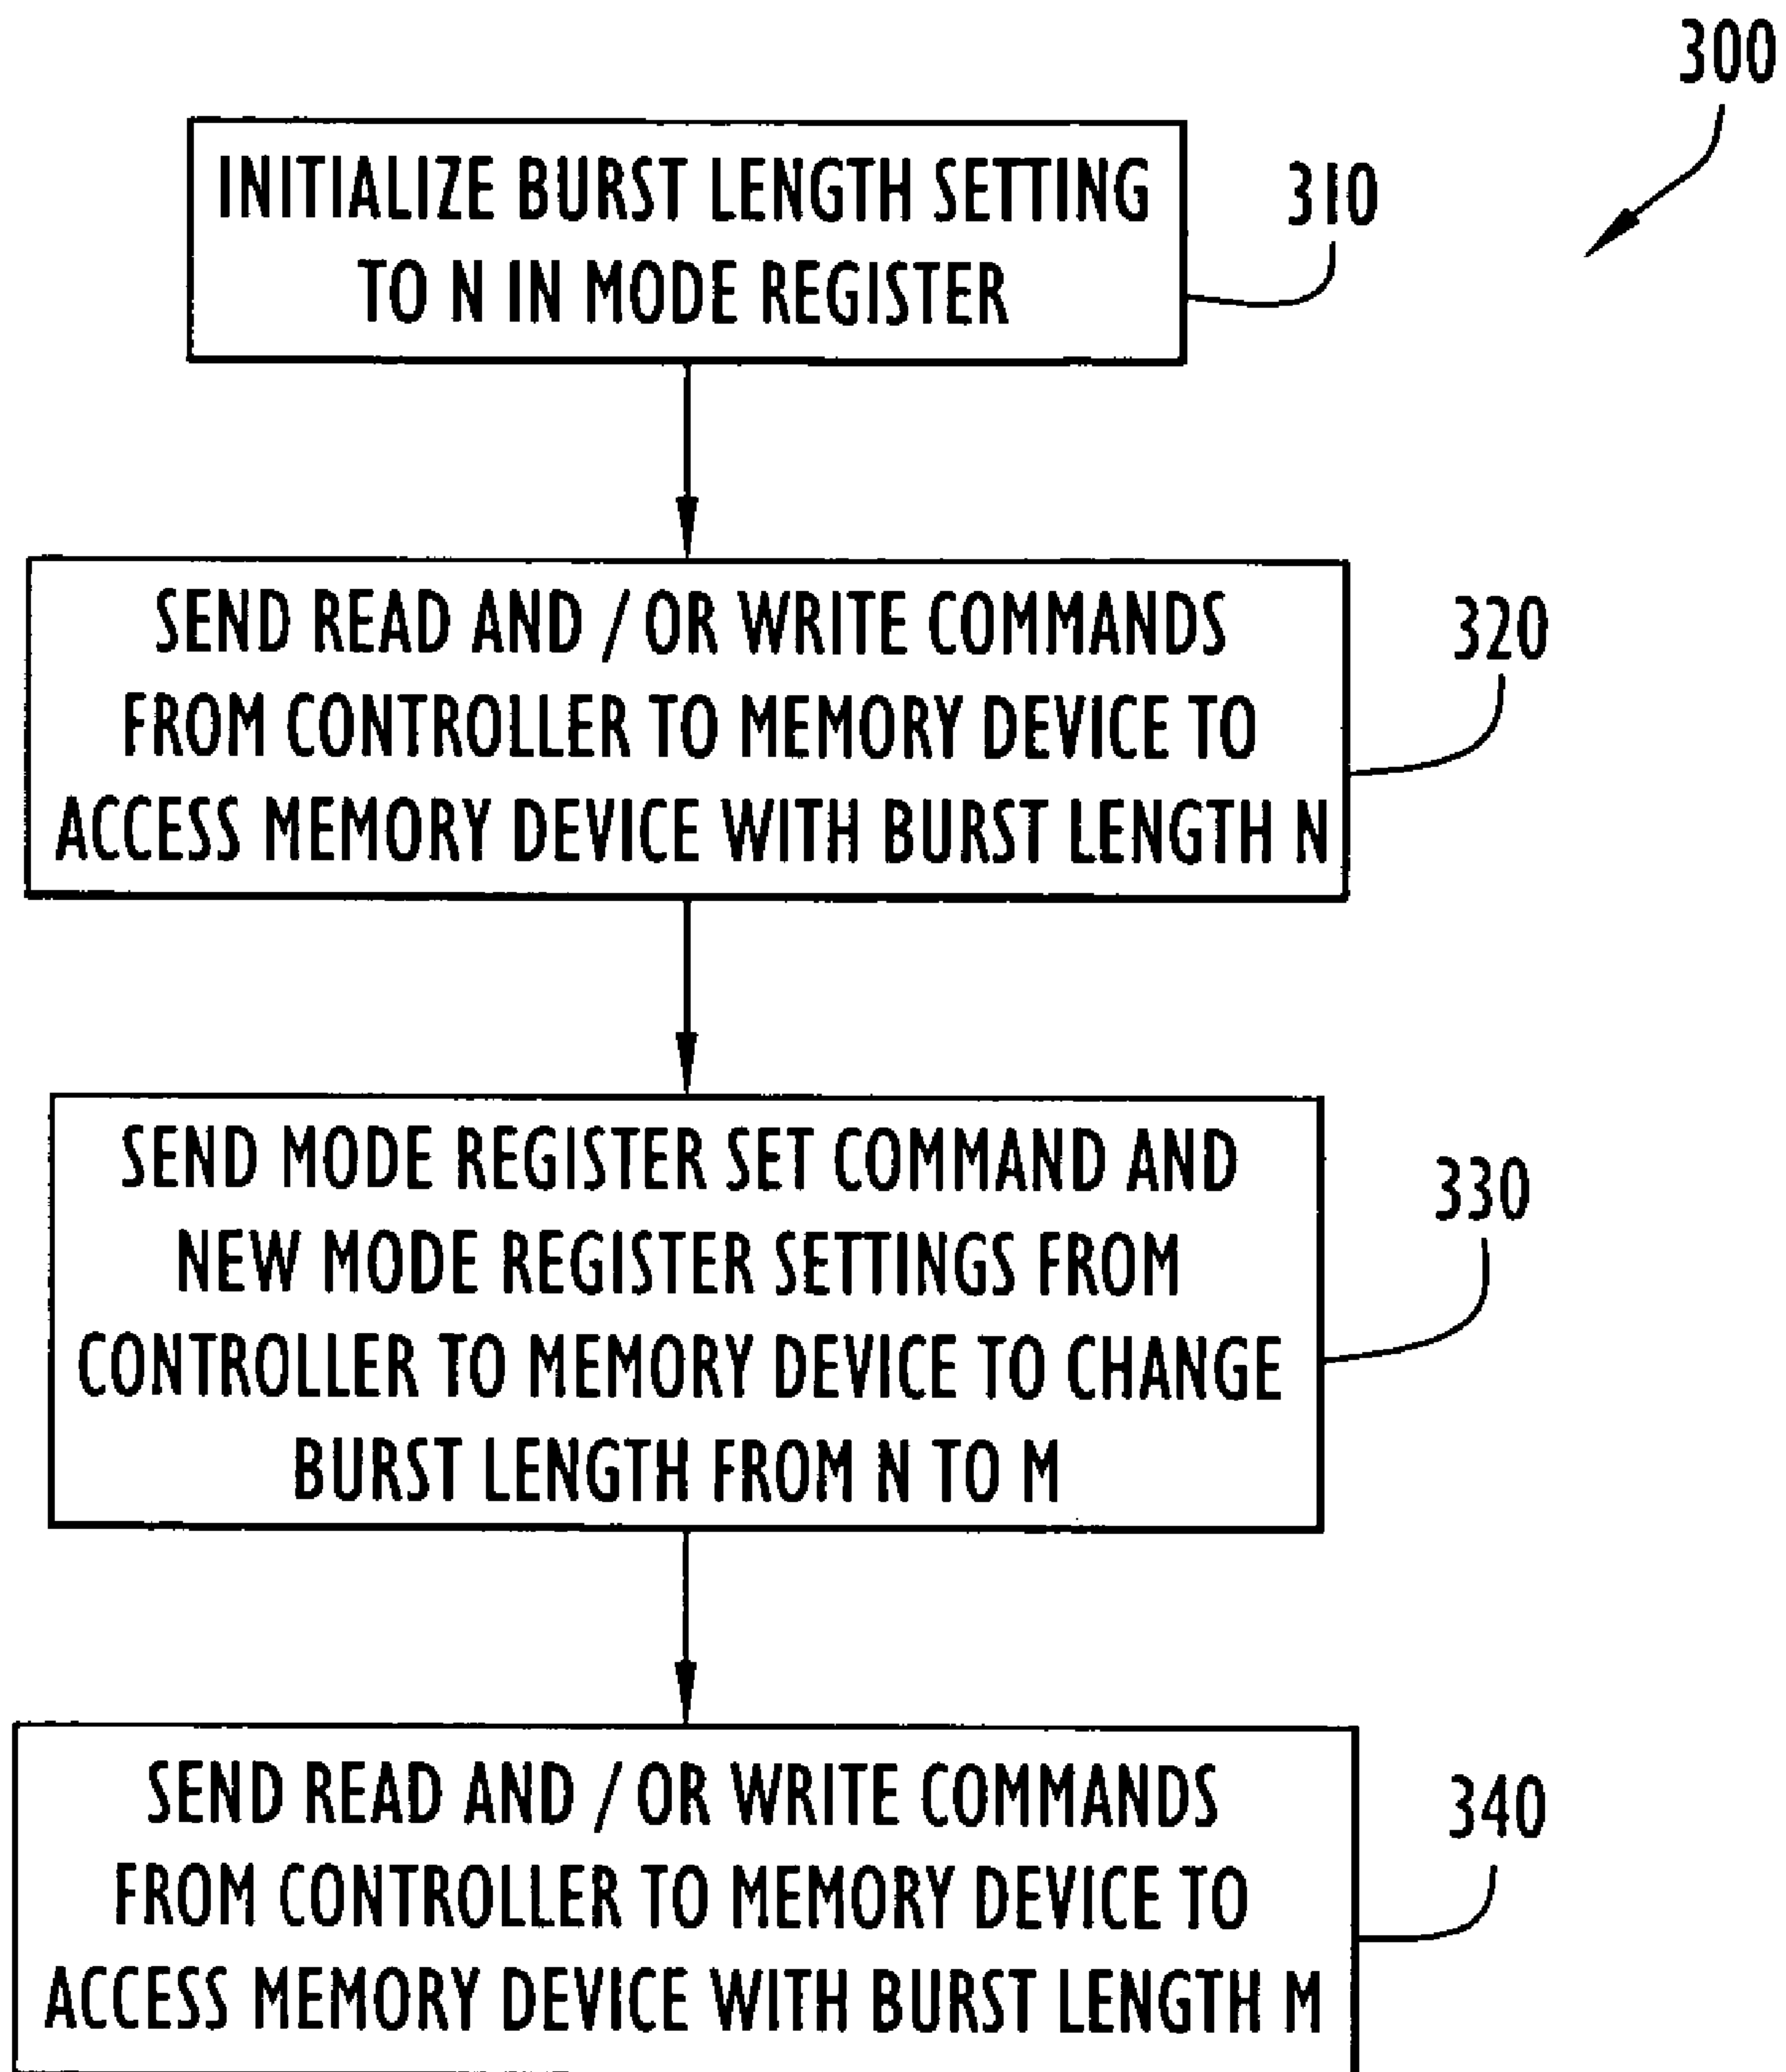 300
INITIALIZE BURST LENGTH SETTING
TO N IN MODE REGISTER
310
SEND READ AND / OR WRITE COMMANDS
FROM CONTROLLER TO MEMORY DEVICE TO
ACCESS MEMORY DEVICE WITH BURST LENGTH N
320
SEND MODE REGISTER SET COMMAND AND
NEW MODE REGISTER SETTINGS FROM
CONTROLLER TO MEMORY DEVICE TO CHANGE
BURST LENGTH FROM N TO M
330
SEND READ AND / OR WRITE COMMANDS
FROM CONTROLLER TO MEMORY DEVICE TO
ACCESS MEMORY DEVICE WITH BURST LENGTH M
340